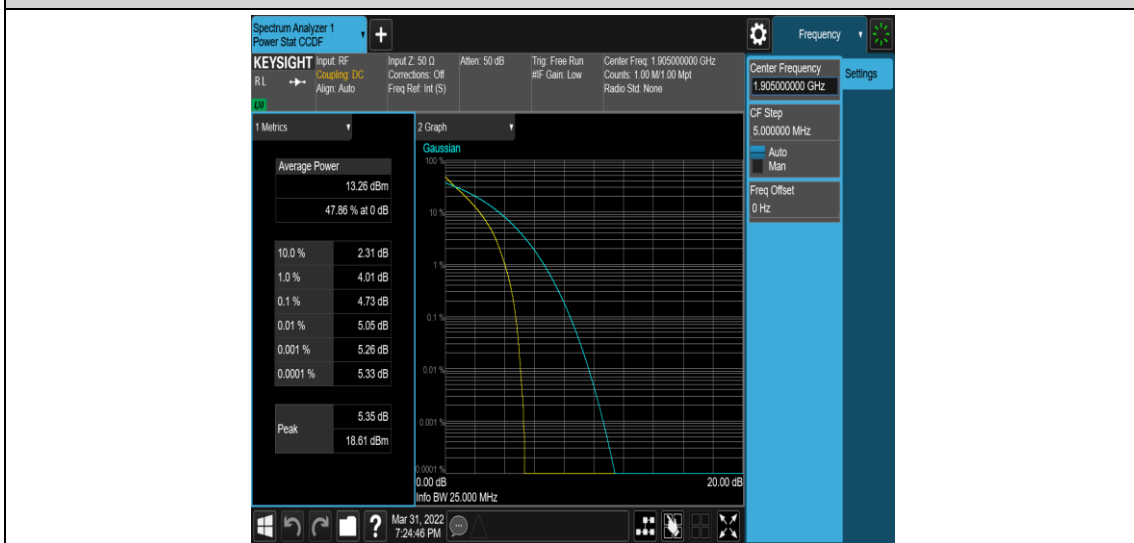 Spectrum Analyzer 1
Power Stat CCDF
+
Frequency
KEYSIGHT
RL
LXI
Input: RF
Coupling: DC
Align: Auto
Input Z: 50 Ω
Corrections: Off
Freq Ref: Int (S)
Atten: 50 dB
Trig: Free Run
#IF Gain: Low
Center Freq: 1.905000000 GHz
Counts: 1.00 M/1.00 Mpt
Radio Std: None
Center Frequency
1.905000000 GHz
Settings
CF Step
5.000000 MHz
Auto
Man
Freq Offset
0 Hz
1 Metrics
Average Power
13.26 dBm
47.86 % at 0 dB
10.0 % 2.31 dB
1.0 % 4.01 dB
0.1 % 4.73 dB
0.01 % 5.05 dB
0.001 % 5.26 dB
0.0001 % 5.33 dB
Peak
5.35 dB
18.61 dBm
2 Graph
Gaussian
100 %
10 %
1 %
0.1 %
0.01 %
0.001 %
0.0001 %
0.00 dB 20.00 dB
Info BW 25.000 MHz
?
Mar 31, 2022
7:24:46 PM